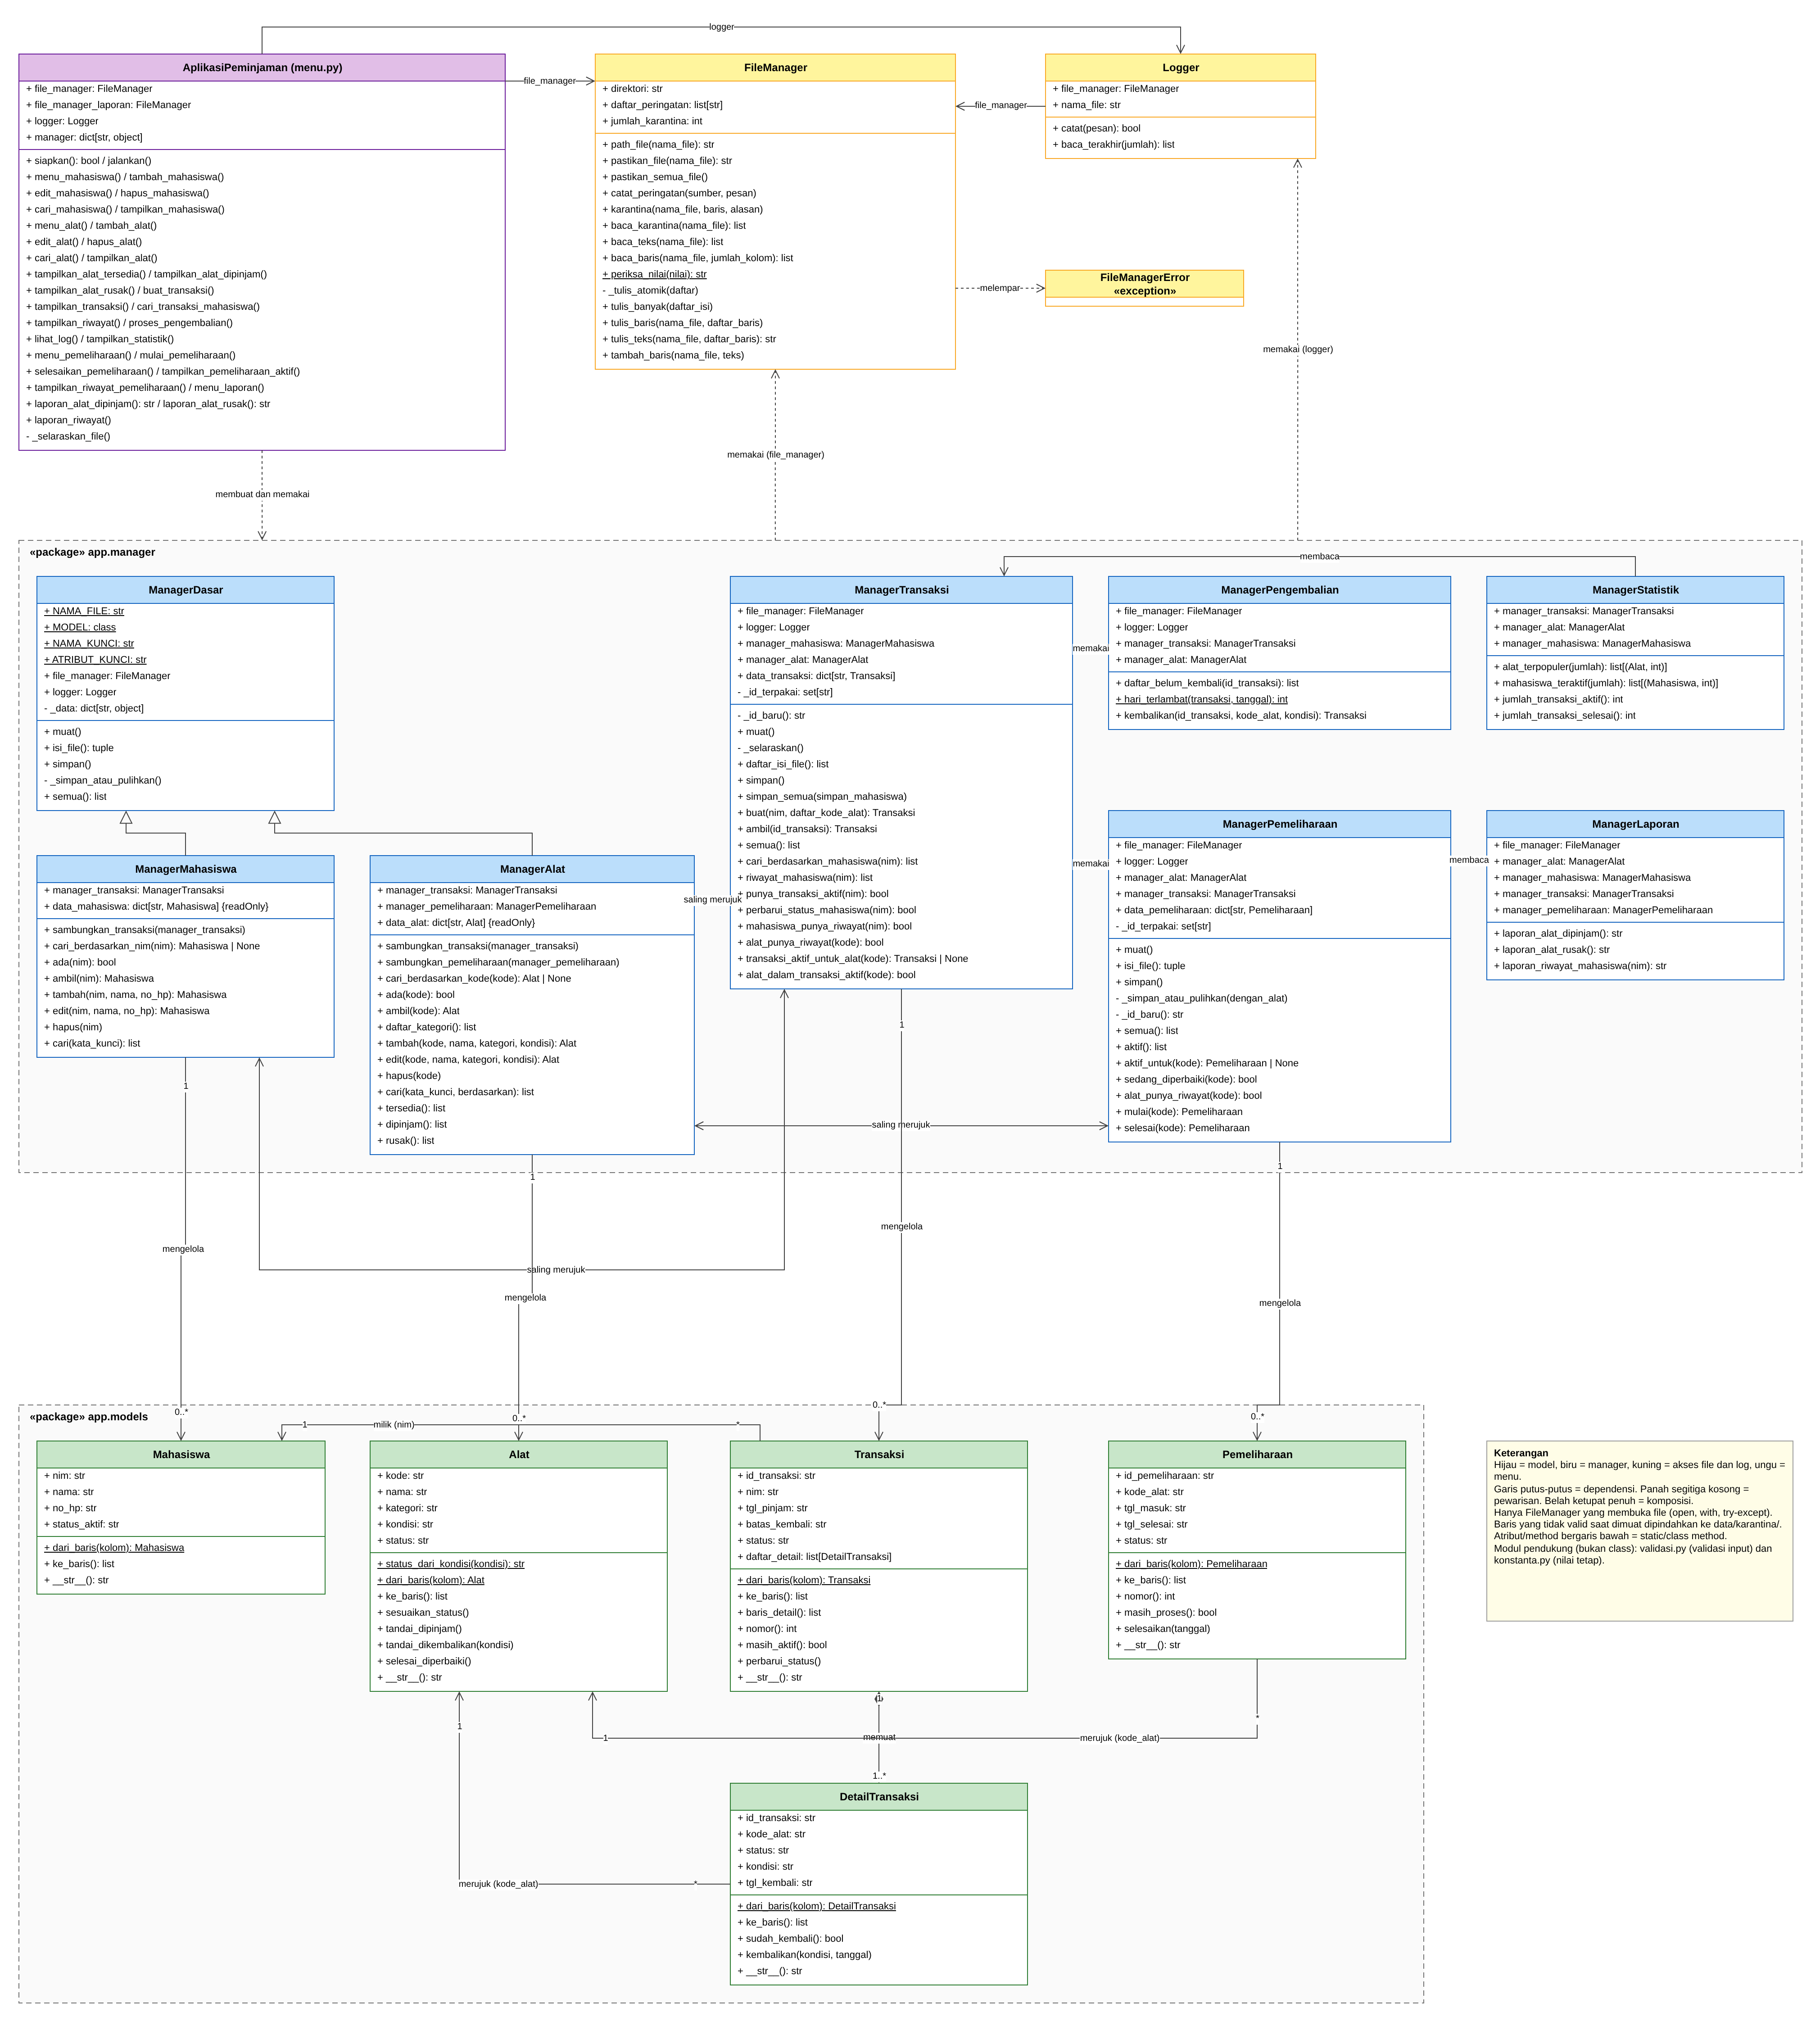 logger
AplikasiPeminjaman (menu.py)
+ file_manager: FileManager
+ file_manager_laporan: FileManager
+ logger: Logger
+ manager: dict[str, object]
+ siapkan(): bool / jalankan()
+ menu_mahasiswa() / tambah_mahasiswa()
+ edit_mahasiswa() / hapus_mahasiswa()
+ cari_mahasiswa() / tampilkan_mahasiswa()
+ menu_alat() / tambah_alat()
+ edit_alat() / hapus_alat()
+ cari_alat() / tampilkan_alat()
+ tampilkan_alat_tersedia() / tampilkan_alat_dipinjam()
+ tampilkan_alat_rusak() / buat_transaksi()
+ tampilkan_transaksi() / cari_transaksi_mahasiswa()
+ tampilkan_riwayat() / proses_pengembalian()
+ lihat_log() / tampilkan_statistik()
+ menu_pemeliharaan() / mulai_pemeliharaan()
+ selesaikan_pemeliharaan() / tampilkan_pemeliharaan_aktif()
+ tampilkan_riwayat_pemeliharaan() / menu_laporan()
+ laporan_alat_dipinjam(): str / laporan_alat_rusak(): str
+ laporan_riwayat()
- _selaraskan_file()
file_manager
FileManager
+ direktori: str
+ daftar_peringatan: list[str]
+ jumlah_karantina: int
+ path_file(nama_file): str
+ pastikan_file(nama_file): str
+ pastikan_semua_file()
+ catat_peringatan(sumber, pesan)
+ karantina(nama_file, baris, alasan)
+ baca_karantina(nama_file): list
+ baca_teks(nama_file): list
+ baca_baris(nama_file, jumlah_kolom): list
+ periksa_nilai(nilai): str
- _tulis_atomik(daftar)
+ tulis_banyak(daftar_isi)
+ tulis_baris(nama_file, daftar_baris)
+ tulis_teks(nama_file, daftar_baris): str
+ tambah_baris(nama_file, teks)
file_manager
Logger
+ file_manager: FileManager
+ nama_file: str
+ catat(pesan): bool
+ baca_terakhir(jumlah): list
melempar
FileManagerError
«exception»
memakai (logger)
memakai (file_manager)
membuat dan memakai
«package» app.manager
membaca
ManagerDasar
+ NAMA_FILE: str
+ MODEL: class
+ NAMA_KUNCI: str
+ ATRIBUT_KUNCI: str
+ file_manager: FileManager
+ logger: Logger
- _data: dict[str, object]
+ muat()
+ isi_file(): tuple
+ simpan()
- _simpan_atau_pulihkan()
+ semua(): list
ManagerTransaksi
+ file_manager: FileManager
+ logger: Logger
+ manager_mahasiswa: ManagerMahasiswa
+ manager_alat: ManagerAlat
+ data_transaksi: dict[str, Transaksi]
- _id_terpakai: set[str]
- _id_baru(): str
+ muat()
- _selaraskan()
+ daftar_isi_file(): list
+ simpan()
+ simpan_semua(simpan_mahasiswa)
+ buat(nim, daftar_kode_alat): Transaksi
+ ambil(id_transaksi): Transaksi
+ semua(): list
+ cari_berdasarkan_mahasiswa(nim): list
+ riwayat_mahasiswa(nim): list
+ punya_transaksi_aktif(nim): bool
+ perbarui_status_mahasiswa(nim): bool
+ mahasiswa_punya_riwayat(nim): bool
+ alat_punya_riwayat(kode): bool
+ transaksi_aktif_untuk_alat(kode): Transaksi | None
+ alat_dalam_transaksi_aktif(kode): bool
memakai
ManagerPengembalian
+ file_manager: FileManager
+ logger: Logger
+ manager_transaksi: ManagerTransaksi
+ manager_alat: ManagerAlat
+ daftar_belum_kembali(id_transaksi): list
+ hari_terlambat(transaksi, tanggal): int
+ kembalikan(id_transaksi, kode_alat, kondisi): Transaksi
ManagerStatistik
+ manager_transaksi: ManagerTransaksi
+ manager_alat: ManagerAlat
+ manager_mahasiswa: ManagerMahasiswa
+ alat_terpopuler(jumlah): list[(Alat, int)]
+ mahasiswa_teraktif(jumlah): list[(Mahasiswa, int)]
+ jumlah_transaksi_aktif(): int
+ jumlah_transaksi_selesai(): int
ManagerMahasiswa
+ manager_transaksi: ManagerTransaksi
+ data_mahasiswa: dict[str, Mahasiswa] {readOnly}
+ sambungkan_transaksi(manager_transaksi)
+ cari_berdasarkan_nim(nim): Mahasiswa | None
+ ada(nim): bool
+ ambil(nim): Mahasiswa
+ tambah(nim, nama, no_hp): Mahasiswa
+ edit(nim, nama, no_hp): Mahasiswa
+ hapus(nim)
+ cari(kata_kunci): list
ManagerAlat
+ manager_transaksi: ManagerTransaksi
+ manager_pemeliharaan: ManagerPemeliharaan
+ data_alat: dict[str, Alat] {readOnly}
+ sambungkan_transaksi(manager_transaksi)
+ sambungkan_pemeliharaan(manager_pemeliharaan)
+ cari_berdasarkan_kode(kode): Alat | None
+ ada(kode): bool
+ ambil(kode): Alat
+ daftar_kategori(): list
+ tambah(kode, nama, kategori, kondisi): Alat
+ edit(kode, nama, kategori, kondisi): Alat
+ hapus(kode)
+ cari(kata_kunci, berdasarkan): list
+ tersedia(): list
+ dipinjam(): list
+ rusak(): list
saling merujuk
memakai
ManagerPemeliharaan
+ file_manager: FileManager
+ logger: Logger
+ manager_alat: ManagerAlat
+ manager_transaksi: ManagerTransaksi
+ data_pemeliharaan: dict[str, Pemeliharaan]
- _id_terpakai: set[str]
+ muat()
+ isi_file(): tuple
+ simpan()
- _simpan_atau_pulihkan(dengan_alat)
- _id_baru(): str
+ semua(): list
+ aktif(): list
+ aktif_untuk(kode): Pemeliharaan | None
+ sedang_diperbaiki(kode): bool
+ alat_punya_riwayat(kode): bool
+ mulai(kode): Pemeliharaan
+ selesai(kode): Pemeliharaan
membaca
ManagerLaporan
+ file_manager: FileManager
+ manager_alat: ManagerAlat
+ manager_mahasiswa: ManagerMahasiswa
+ manager_transaksi: ManagerTransaksi
+ manager_pemeliharaan: ManagerPemeliharaan
+ laporan_alat_dipinjam(): str
+ laporan_alat_rusak(): str
+ laporan_riwayat_mahasiswa(nim): str
saling merujuk
1
1
1
1
mengelola
mengelola
saling merujuk
mengelola
mengelola
«package» app.models
0..*
0..*
0..*
0..*
1
milik (nim)
*
Mahasiswa
+ nim: str
+ nama: str
+ no_hp: str
+ status_aktif: str
+ dari_baris(kolom): Mahasiswa
+ ke_baris(): list
+ __str__(): str
Alat
+ kode: str
+ nama: str
+ kategori: str
+ kondisi: str
+ status: str
+ status_dari_kondisi(kondisi): str
+ dari_baris(kolom): Alat
+ ke_baris(): list
+ sesuaikan_status()
+ tandai_dipinjam()
+ tandai_dikembalikan(kondisi)
+ selesai_diperbaiki()
+ __str__(): str
Transaksi
+ id_transaksi: str
+ nim: str
+ tgl_pinjam: str
+ batas_kembali: str
+ status: str
+ daftar_detail: list[DetailTransaksi]
+ dari_baris(kolom): Transaksi
+ ke_baris(): list
+ baris_detail(): list
+ nomor(): int
+ masih_aktif(): bool
+ perbarui_status()
+ __str__(): str
Pemeliharaan
+ id_pemeliharaan: str
+ kode_alat: str
+ tgl_masuk: str
+ tgl_selesai: str
+ status: str
+ dari_baris(kolom): Pemeliharaan
+ ke_baris(): list
+ nomor(): int
+ masih_proses(): bool
+ selesaikan(tanggal)
+ __str__(): str
Keterangan
Hijau = model, biru = manager, kuning = akses file dan log, ungu =
menu.
Garis putus-putus = dependensi. Panah segitiga kosong =
pewarisan. Belah ketupat penuh = komposisi.
Hanya FileManager yang membuka file (open, with, try-except).
Baris yang tidak valid saat dimuat dipindahkan ke data/karantina/.
Atribut/method bergaris bawah = static/class method.
Modul pendukung (bukan class): validasi.py (validasi input) dan
konstanta.py (nilai tetap).
1
*
1
memuat
merujuk (kode_alat)
1..*
DetailTransaksi
+ id_transaksi: str
+ kode_alat: str
+ status: str
+ kondisi: str
+ tgl_kembali: str
+ dari_baris(kolom): DetailTransaksi
+ ke_baris(): list
+ sudah_kembali(): bool
+ kembalikan(kondisi, tanggal)
+ __str__(): str
merujuk (kode_alat)
*